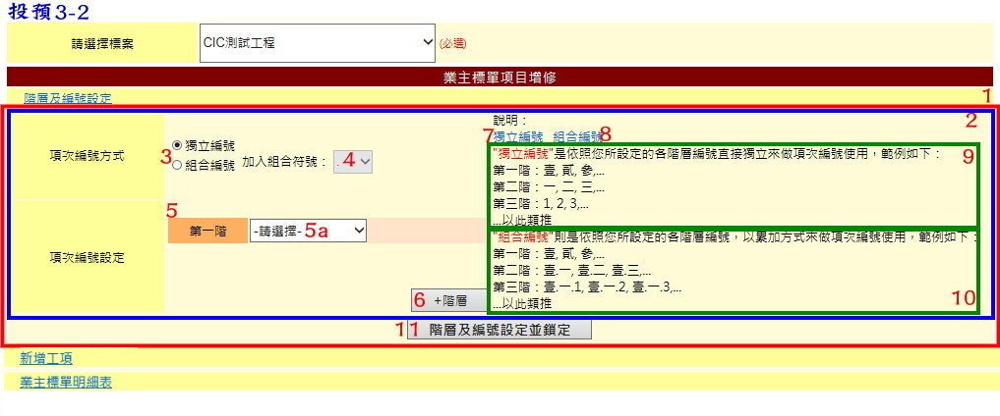 投預3-2
請選擇標案 CIC測試工程 (必選)
業主標單項目增修
階層及編號設定 1
說明： 2
7 獨立編號 組合編號 8
項次編號方式 3 獨立編號
組合編號 加入組合符號： . 4
"獨立編號"是依照您所設定的各階層編號直接獨立來做項次編號使用，範例如下： 9
第一階：壹, 貳, 參,...
第二階：一, 二, 三,...
第三階：1, 2, 3,...
...以此類推
5
項次編號設定 第一階 -請選擇- 5a
"組合編號"則是依照您所設定的各階層編號，以累加方式來做項次編號使用，範例如下：
第一階：壹, 貳, 參,...
第二階：壹.一, 壹.二, 壹.三,...
第三階：壹.一.1, 壹.一.2, 壹.一.3,...
...以此類推 10
6 +階層
11 階層及編號設定並鎖定
新增工項
業主標單明細表